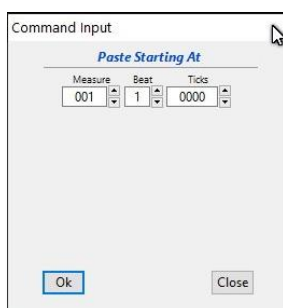 Command Input
Paste Starting At
Measure Beat Ticks
001 1 0000
Ok Close